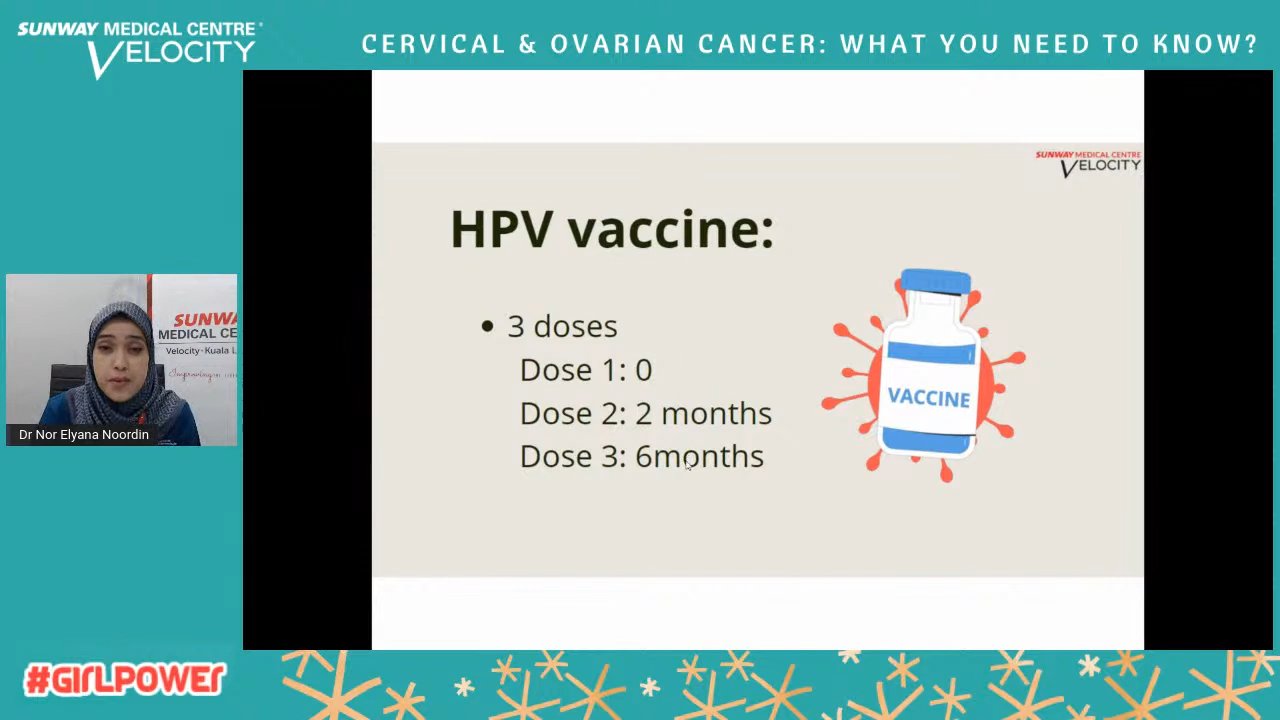 SUNWAY MEDICAL CENTRE
VELOCITY
CERVICAL & OVARIAN CANCER: WHAT YOU NEED TO KNOW?
SUNWAY MEDICAL CENTRE
VELOCITY
HPV vaccine:
• 3 doses
Dose 1: 0
Dose 2: 2 months
Dose 3: 6months
VACCINE
SUNWA
MEDICAL CE
Velocity-Kuala L
Dr Nor Elyana Noordin
#GIRLPOWER